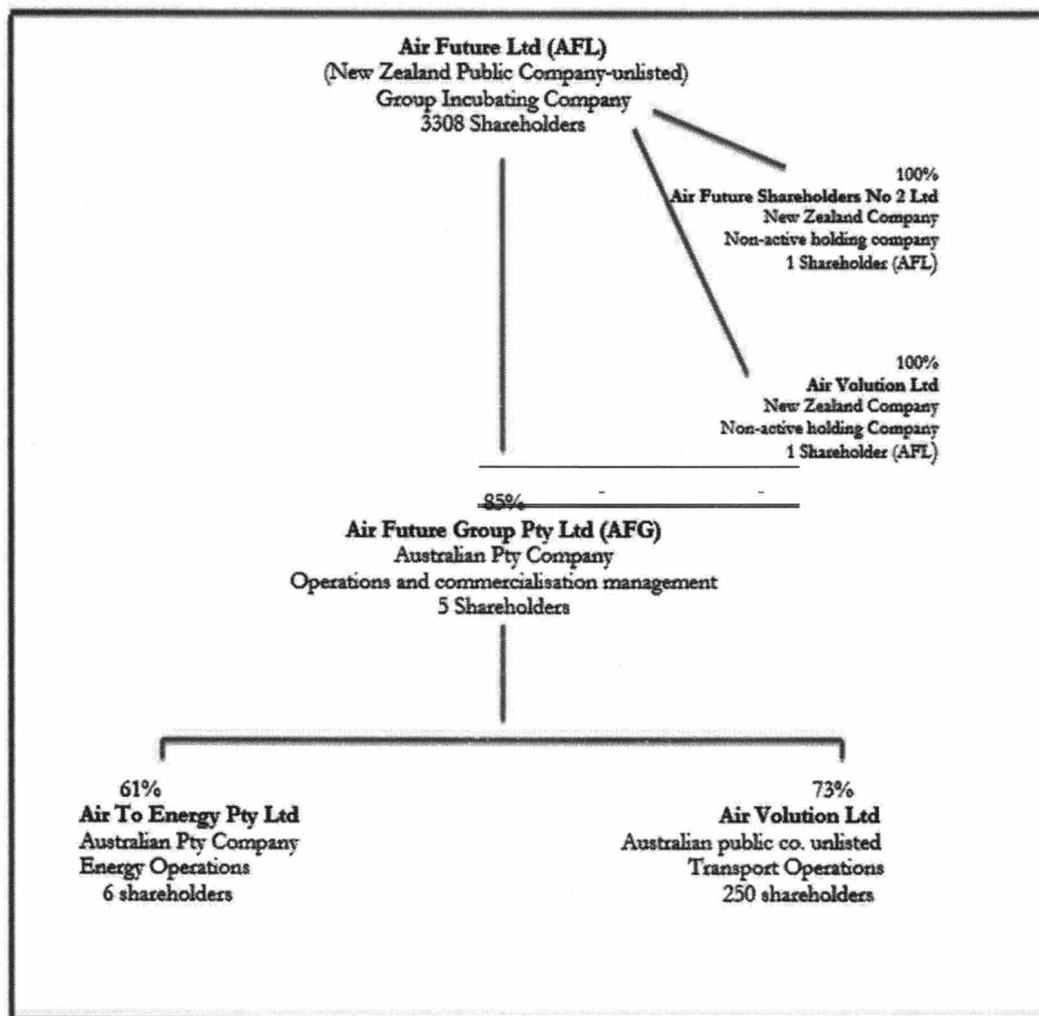 Air Future Ltd (AFL)
(New Zealand Public Company-unlisted)
Group Incubating Company
3308 Shareholders
100%
Air Future Shareholders No 2 Ltd
New Zealand Company
Non-active holding company
1 Shareholder (AFL)
100%
Air Volution Ltd
New Zealand Company
Non-active holding Company
1 Shareholder (AFL)
85%
Air Future Group Pty Ltd (AFG)
Australian Pty Company
Operations and commercialisation management
5 Shareholders
61%
Air To Energy Pty Ltd
Australian Pty Company
Energy Operations
6 shareholders
73%
Air Volution Ltd
Australian public co. unlisted
Transport Operations
250 shareholders